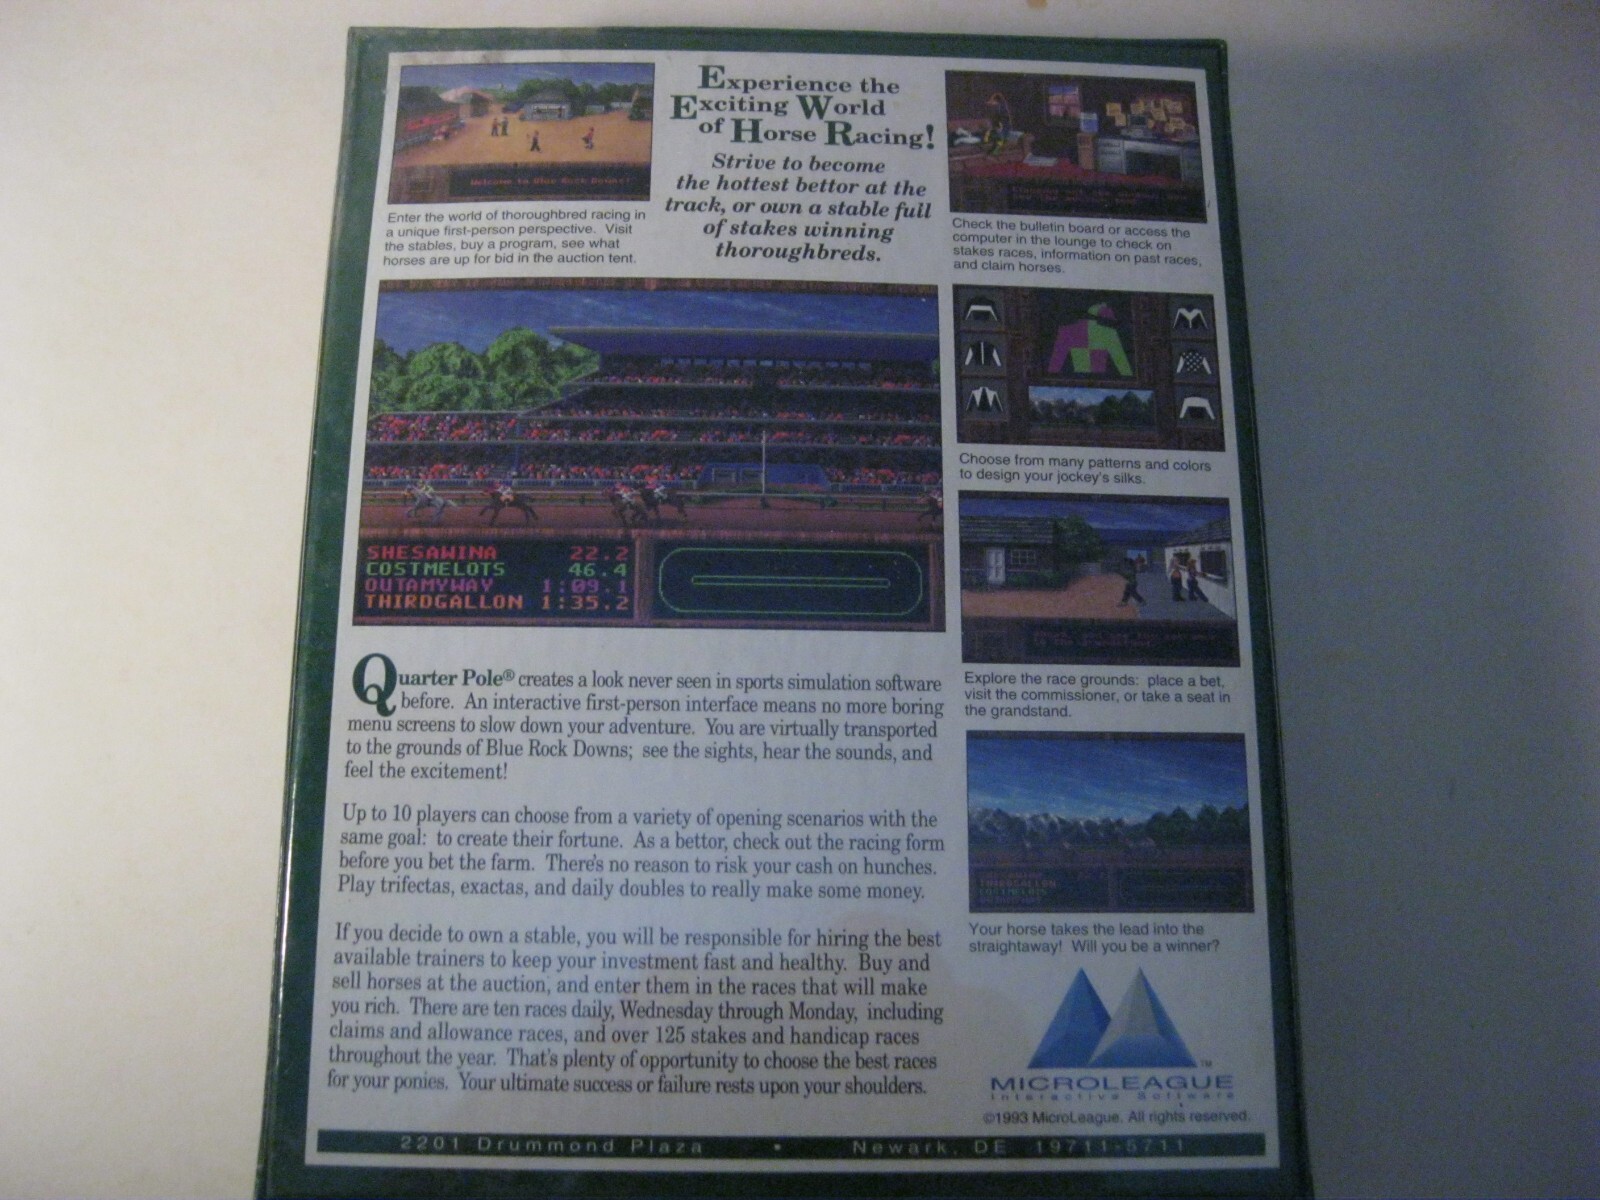 Welcome to Blue Rock Downs!
Enter the world of thoroughbred racing in
a unique first-person perspective. Visit
the stables, buy a program, see what
horses are up for bid in the auction tent.
Experience the
Exciting World
of Horse Racing!
Strive to become
the hottest bettor at the
track, or own a stable full
of stakes winning
thoroughbreds.
Check the bulletin board or access the
computer in the lounge to check on
stakes races, information on past races,
and claim horses.
SHESAWINA 22.2
COSTMELOTS 46.4
OUTAMYWAY 1:09.1
THIRDGALLON 1:35.2
Choose from many patterns and colors
to design your jockey's silks.
Explore the race grounds: place a bet,
visit the commissioner, or take a seat in
the grandstand.
THIRDGALLON
COSTMELOTS
Your horse takes the lead into the
straightaway! Will you be a winner?
Quarter Pole® creates a look never seen in sports simulation software
before. An interactive first-person interface means no more boring
menu screens to slow down your adventure. You are virtually transported
to the grounds of Blue Rock Downs; see the sights, hear the sounds, and
feel the excitement!
Up to 10 players can choose from a variety of opening scenarios with the
same goal: to create their fortune. As a bettor, check out the racing form
before you bet the farm. There's no reason to risk your cash on hunches.
Play trifectas, exactas, and daily doubles to really make some money.
If you decide to own a stable, you will be responsible for hiring the best
available trainers to keep your investment fast and healthy. Buy and
sell horses at the auction, and enter them in the races that will make
you rich. There are ten races daily, Wednesday through Monday, including
claims and allowance races, and over 125 stakes and handicap races
throughout the year. That's plenty of opportunity to choose the best races
for your ponies. Your ultimate success or failure rests upon your shoulders.
TM
MICROLEAGUE
Interactive Software
©1993 MicroLeague. All rights reserved.
2201 Drummond Plaza • Newark, DE 19711-5711